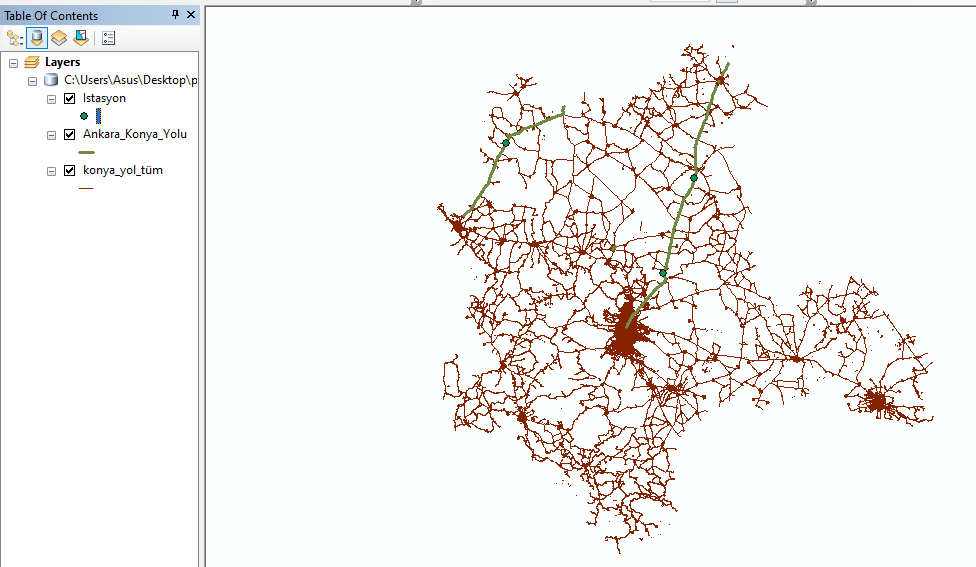 Table Of Contents
Layers
C:\Users\Asus\Desktop\p
Istasyon
Ankara_Konya_Yolu
konya_yol_tüm